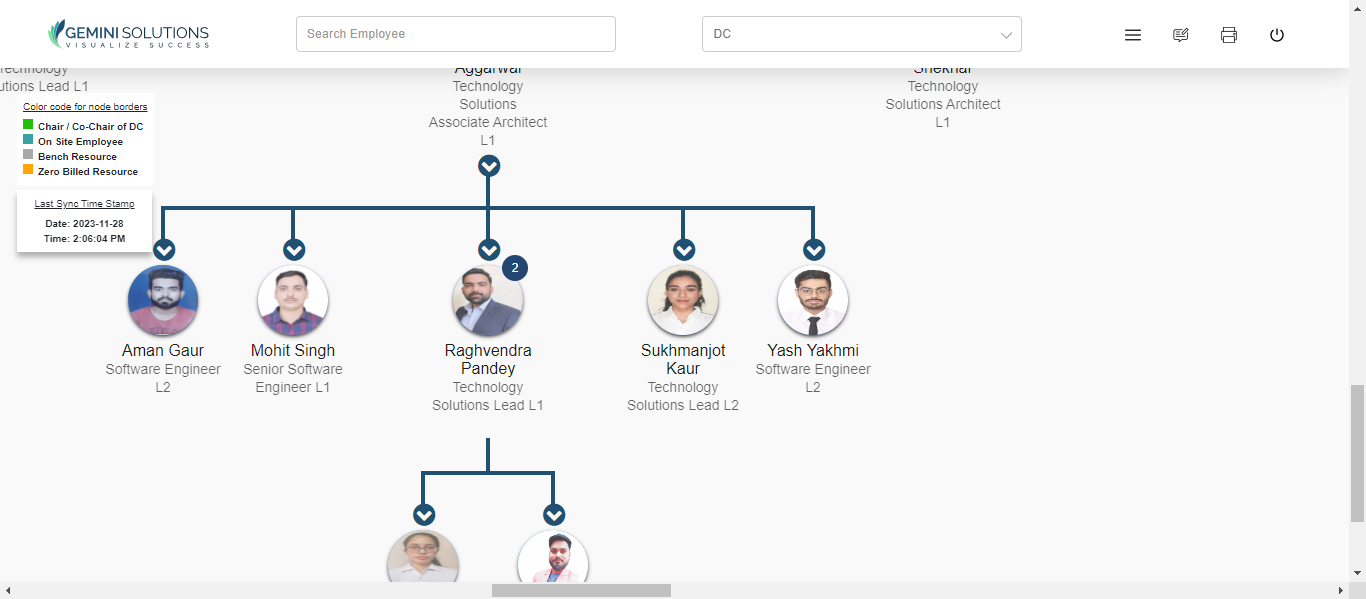 GEMINI SOLUTIONS
VISUALIZE SUCCESS
Search Employee
DC
Technology
utions Lead L1
Aggarwal
Technology
Solutions
Associate Architect
L1
Shekhar
Technology
Solutions Architect
L1
Color code for node borders
Chair / Co-Chair of DC
On Site Employee
Bench Resource
Zero Billed Resource
Last Sync Time Stamp
Date: 2023-11-28
Time: 2:06:04 PM
2
Aman Gaur
Software Engineer
L2
Mohit Singh
Senior Software
Engineer L1
Raghvendra
Pandey
Technology
Solutions Lead L1
Sukhmanjot
Kaur
Technology
Solutions Lead L2
Yash Yakhmi
Software Engineer
L2